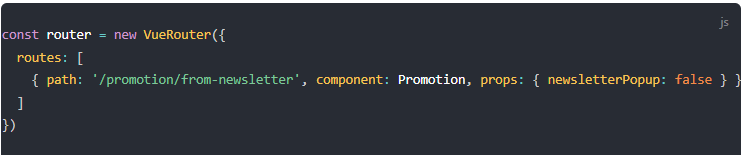 js
const router = new VueRouter({
  routes: [
    { path: '/promotion/from-newsletter', component: Promotion, props: { newsletterPopup: false } }
  ]
})